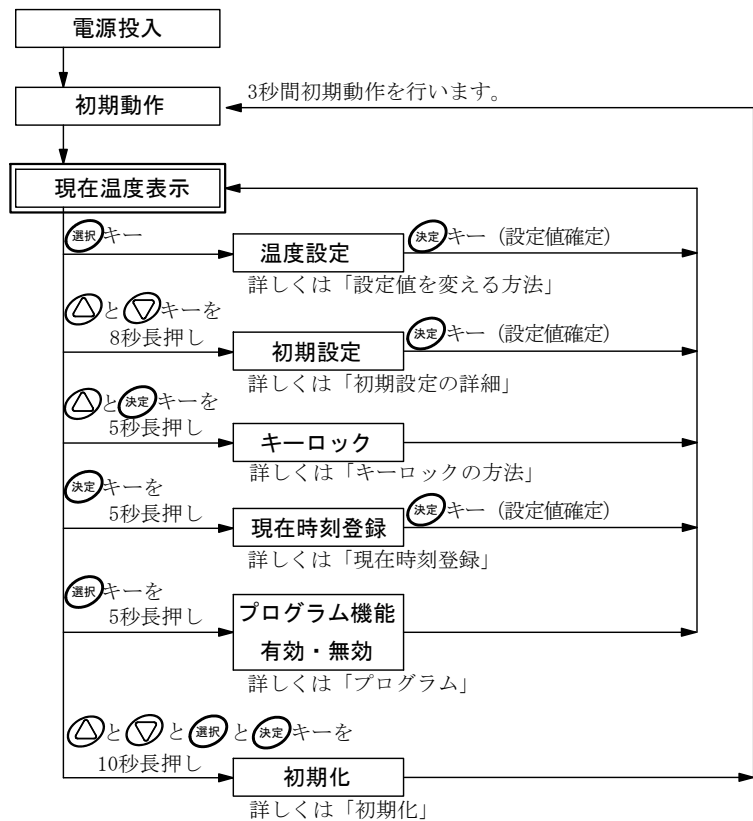 電源投入
初期動作
3秒間初期動作を行います。
現在温度表示
選択キー
温度設定
決定キー（設定値確定）
詳しくは「設定値を変える方法」
△と▽キーを
8秒長押し
初期設定
決定キー（設定値確定）
詳しくは「初期設定の詳細」
△と決定キーを
5秒長押し
キーロック
詳しくは「キーロックの方法」
決定キーを
5秒長押し
現在時刻登録
決定キー（設定値確定）
詳しくは「現在時刻登録」
選択キーを
5秒長押し
プログラム機能
有効・無効
詳しくは「プログラム」
△と▽と選択と決定キーを
10秒長押し
初期化
詳しくは「初期化」